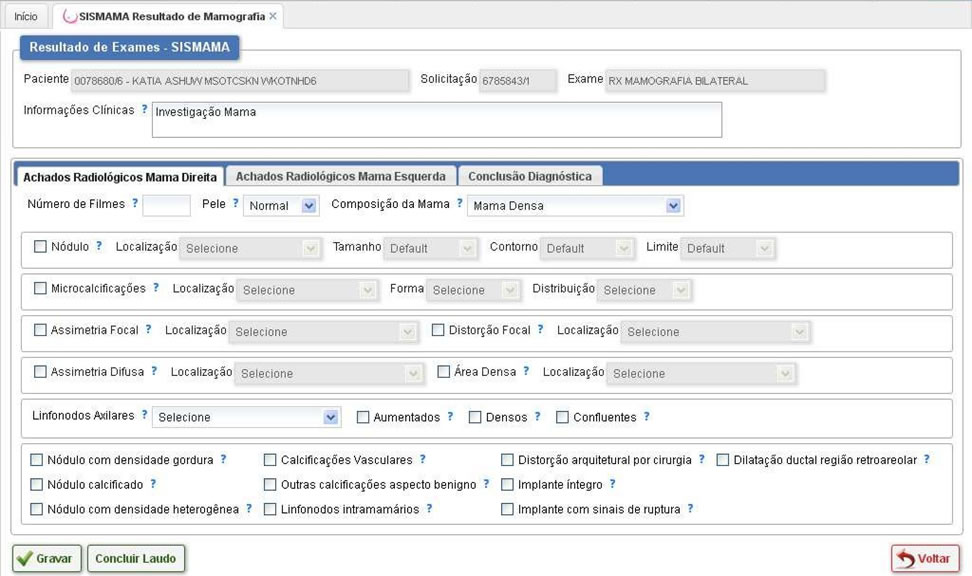 Início SISMAMA Resultado de Mamografia
Resultado de Exames - SISMAMA
Paciente 0078680/6 - KATIA ASHUW MSOTCSKN WKOTNHD6 Solicitação 6785843/1 Exame RX MAMOGRAFIA BILATERAL
Informações Clínicas ? Investigação Mama
Achados Radiológicos Mama Direita Achados Radiológicos Mama Esquerda Conclusão Diagnóstica
Número de Filmes ? Pele ? Normal Composição da Mama ? Mama Densa
Nódulo ? Localização Selecione Tamanho Default Contorno Default Limite Default
Microcalcificações ? Localização Selecione Forma Selecione Distribuição Selecione
Assimetria Focal ? Localização Selecione Distorção Focal ? Localização Selecione
Assimetria Difusa ? Localização Selecione Área Densa ? Localização Selecione
Linfonodos Axilares ? Selecione Aumentados ? Densos ? Confluentes ?
Nódulo com densidade gordura ? Calcificações Vasculares ? Distorção arquitetural por cirurgia ? Dilatação ductal região retroareolar ?
Nódulo calcificado ? Outras calcificações aspecto benigno ? Implante íntegro ?
Nódulo com densidade heterogênea ? Linfonodos intramamários ? Implante com sinais de ruptura ?
Gravar Concluir Laudo Voltar